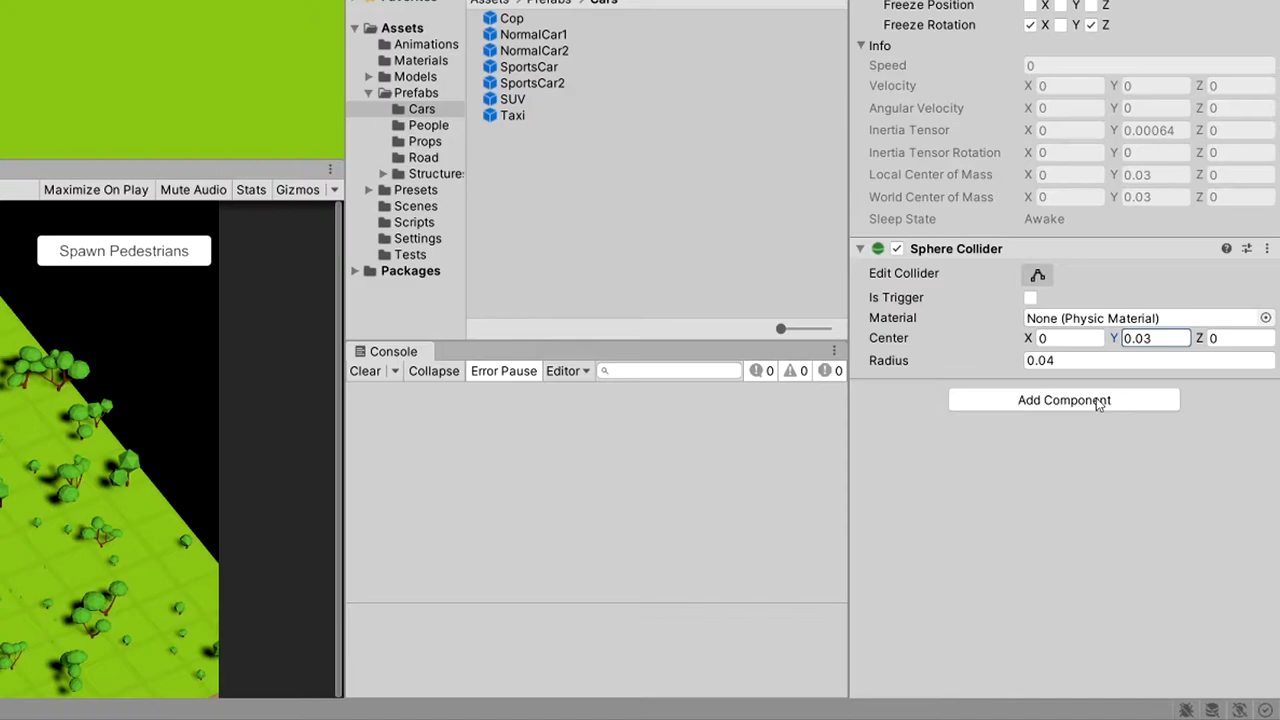 Maximize On Play Mute Audio Stats Gizmos
Spawn Pedestrians
Assets > Prefabs > Cars
Favorites
Assets
Animations
Materials
Models
Prefabs
Cars
People
Props
Road
Structure
Presets
Scenes
Scripts
Settings
Tests
Packages
Cop
NormalCar1
NormalCar2
SportsCar
SportsCar2
SUV
Taxi
Console
Clear Collapse Error Pause Editor 0 0 0
Freeze Position X Y Z
Freeze Rotation X Y Z
Info
Speed 0
Velocity X 0 Y 0 Z 0
Angular Velocity X 0 Y 0 Z 0
Inertia Tensor X 0 Y 0.00064 Z 0
Inertia Tensor Rotation X 0 Y 0 Z 0
Local Center of Mass X 0 Y 0.03 Z 0
World Center of Mass X 0 Y 0.03 Z 0
Sleep State Awake
Sphere Collider
Edit Collider
Is Trigger
Material None (Physic Material)
Center X 0 Y 0.03 Z 0
Radius 0.04
Add Component